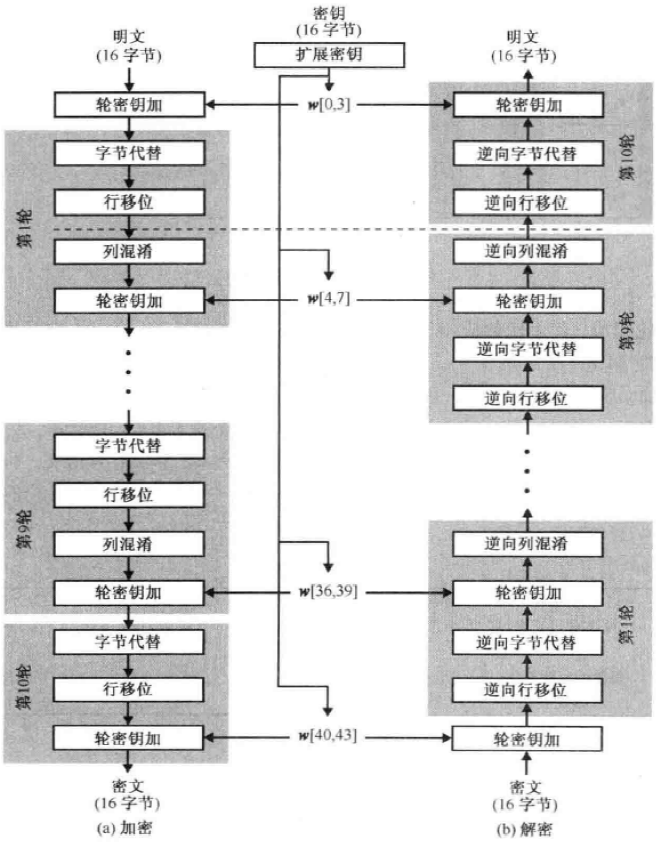 密钥
(16 字节)
扩展密钥
明文
(16 字节)
轮密钥加
第1轮
字节代替
行移位
列混淆
轮密钥加
第9轮
字节代替
行移位
列混淆
轮密钥加
第10轮
字节代替
行移位
轮密钥加
密文
(16 字节)
(a) 加密
w[0,3]
w[4,7]
w[36,39]
w[40,43]
明文
(16 字节)
轮密钥加
逆向字节代替
逆向行移位
第10轮
逆向列混淆
轮密钥加
逆向字节代替
逆向行移位
第9轮
逆向列混淆
轮密钥加
逆向字节代替
逆向行移位
第1轮
轮密钥加
密文
(16 字节)
(b) 解密